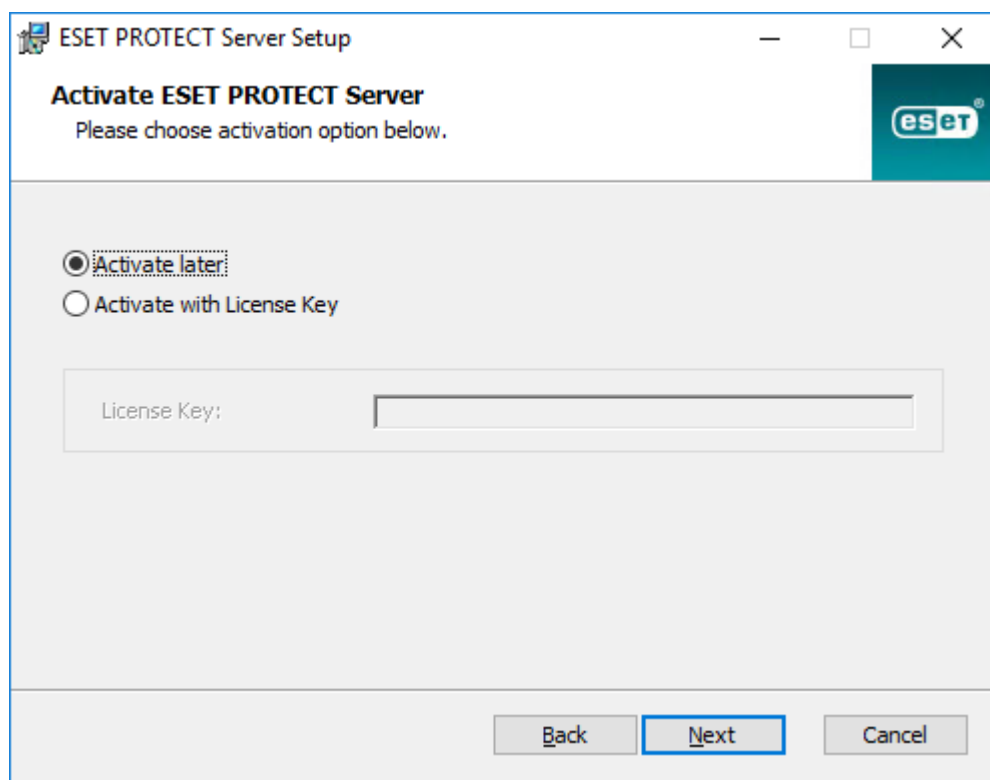 ESET PROTECT Server Setup
Activate ESET PROTECT Server
Please choose activation option below.
eseT®
Activate later
Activate with License Key
License Key:
Back
Next
Cancel